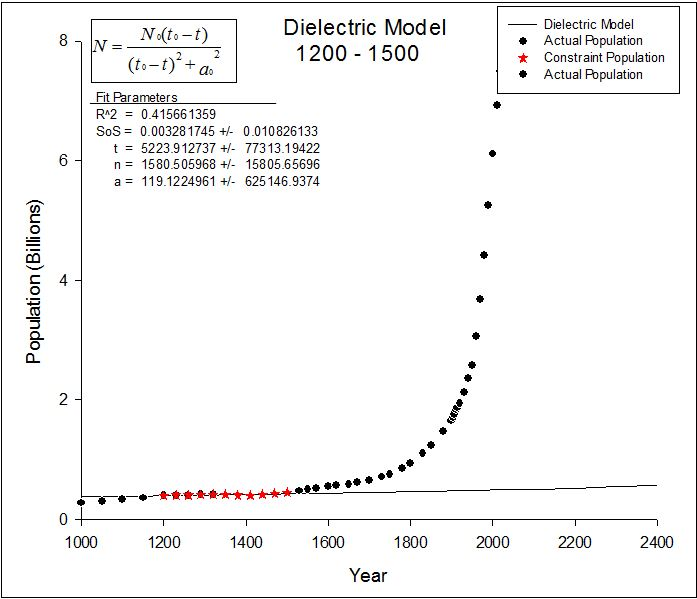 Dielectric Model
1200 - 1500
N = N₀(t₀ – t) / (t₀ – t)² + a₀²
Fit Parameters
R^2 = 0.415661359
SoS = 0.003281745 +/- 0.010826133
t = 5223.912737 +/- 77313.19422
n = 1580.505968 +/- 15805.65696
a = 119.1224961 +/- 625146.9374
Dielectric Model
Actual Population
Constraint Population
Actual Population
Population (Billions)
8
6
4
2
0
1000 1200 1400 1600 1800 2000 2200 2400
Year